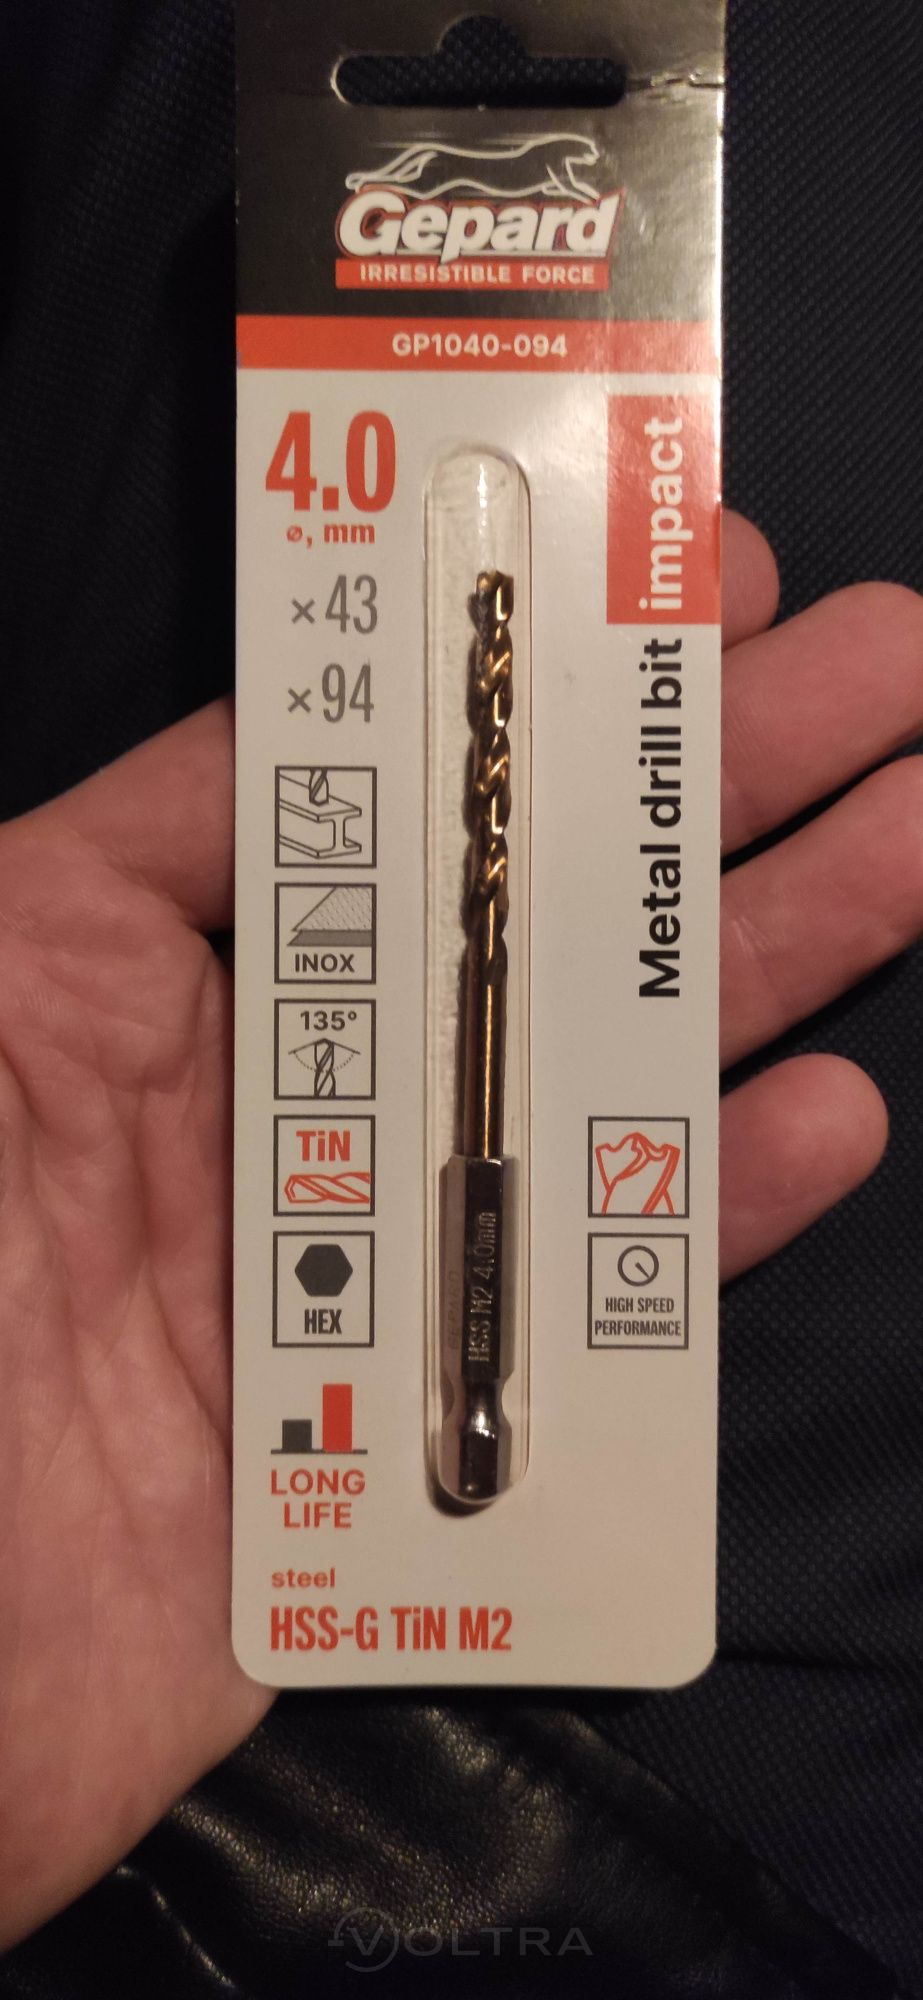 Gepard
IRRESISTIBLE FORCE
GP1040-094
4.0
⌀, mm
×43
×94
Metal drill bit impact
INOX
135°
TiN
HEX
HIGH SPEED
PERFORMANCE
GEPARD
HSS M2 4.0mm
LONG
LIFE
steel
HSS-G TiN M2
VOLTRA